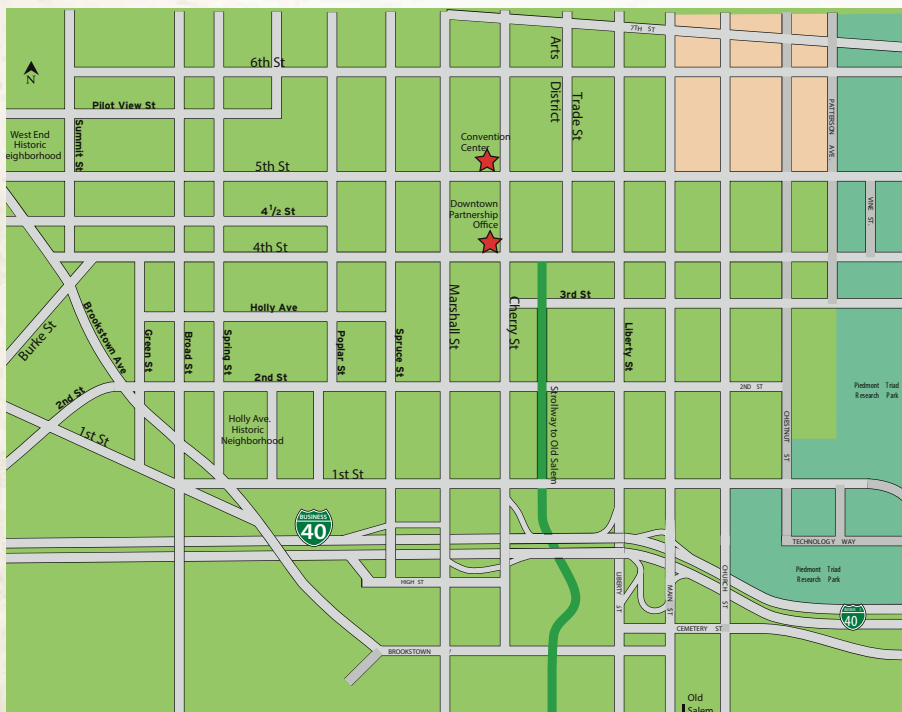 7TH ST
Arts
District
6th St
N
Pilot View St
Trade St
PATTERSON AVE.
Summit St
West End
Historic
eighborhood
Convention
Center
5th St
4 1/2 St
Downtown
Partnership
Office
VINE ST.
4th St
3rd St
Holly Ave
Burke St
Brookstown Ave
Green St
Broad St
Spring St
Poplar St
Spruce St
Marshall St
Cherry St
Liberty St
2nd St
2nd St
2ND ST
Piedmont Triad
Research Park
Strollway to Old Salem
CHESTNUT ST
Holly Ave.
Historic
Neighborhood
1st St
1st St
BUSINESS
40
TECHNOLOGY WAY
HIGH ST
LIBERTY ST
MAIN ST
CHURCH ST
Piedmont Triad
Research Park
40
CEMETERY ST
BROOKSTOWN
Old
Salem